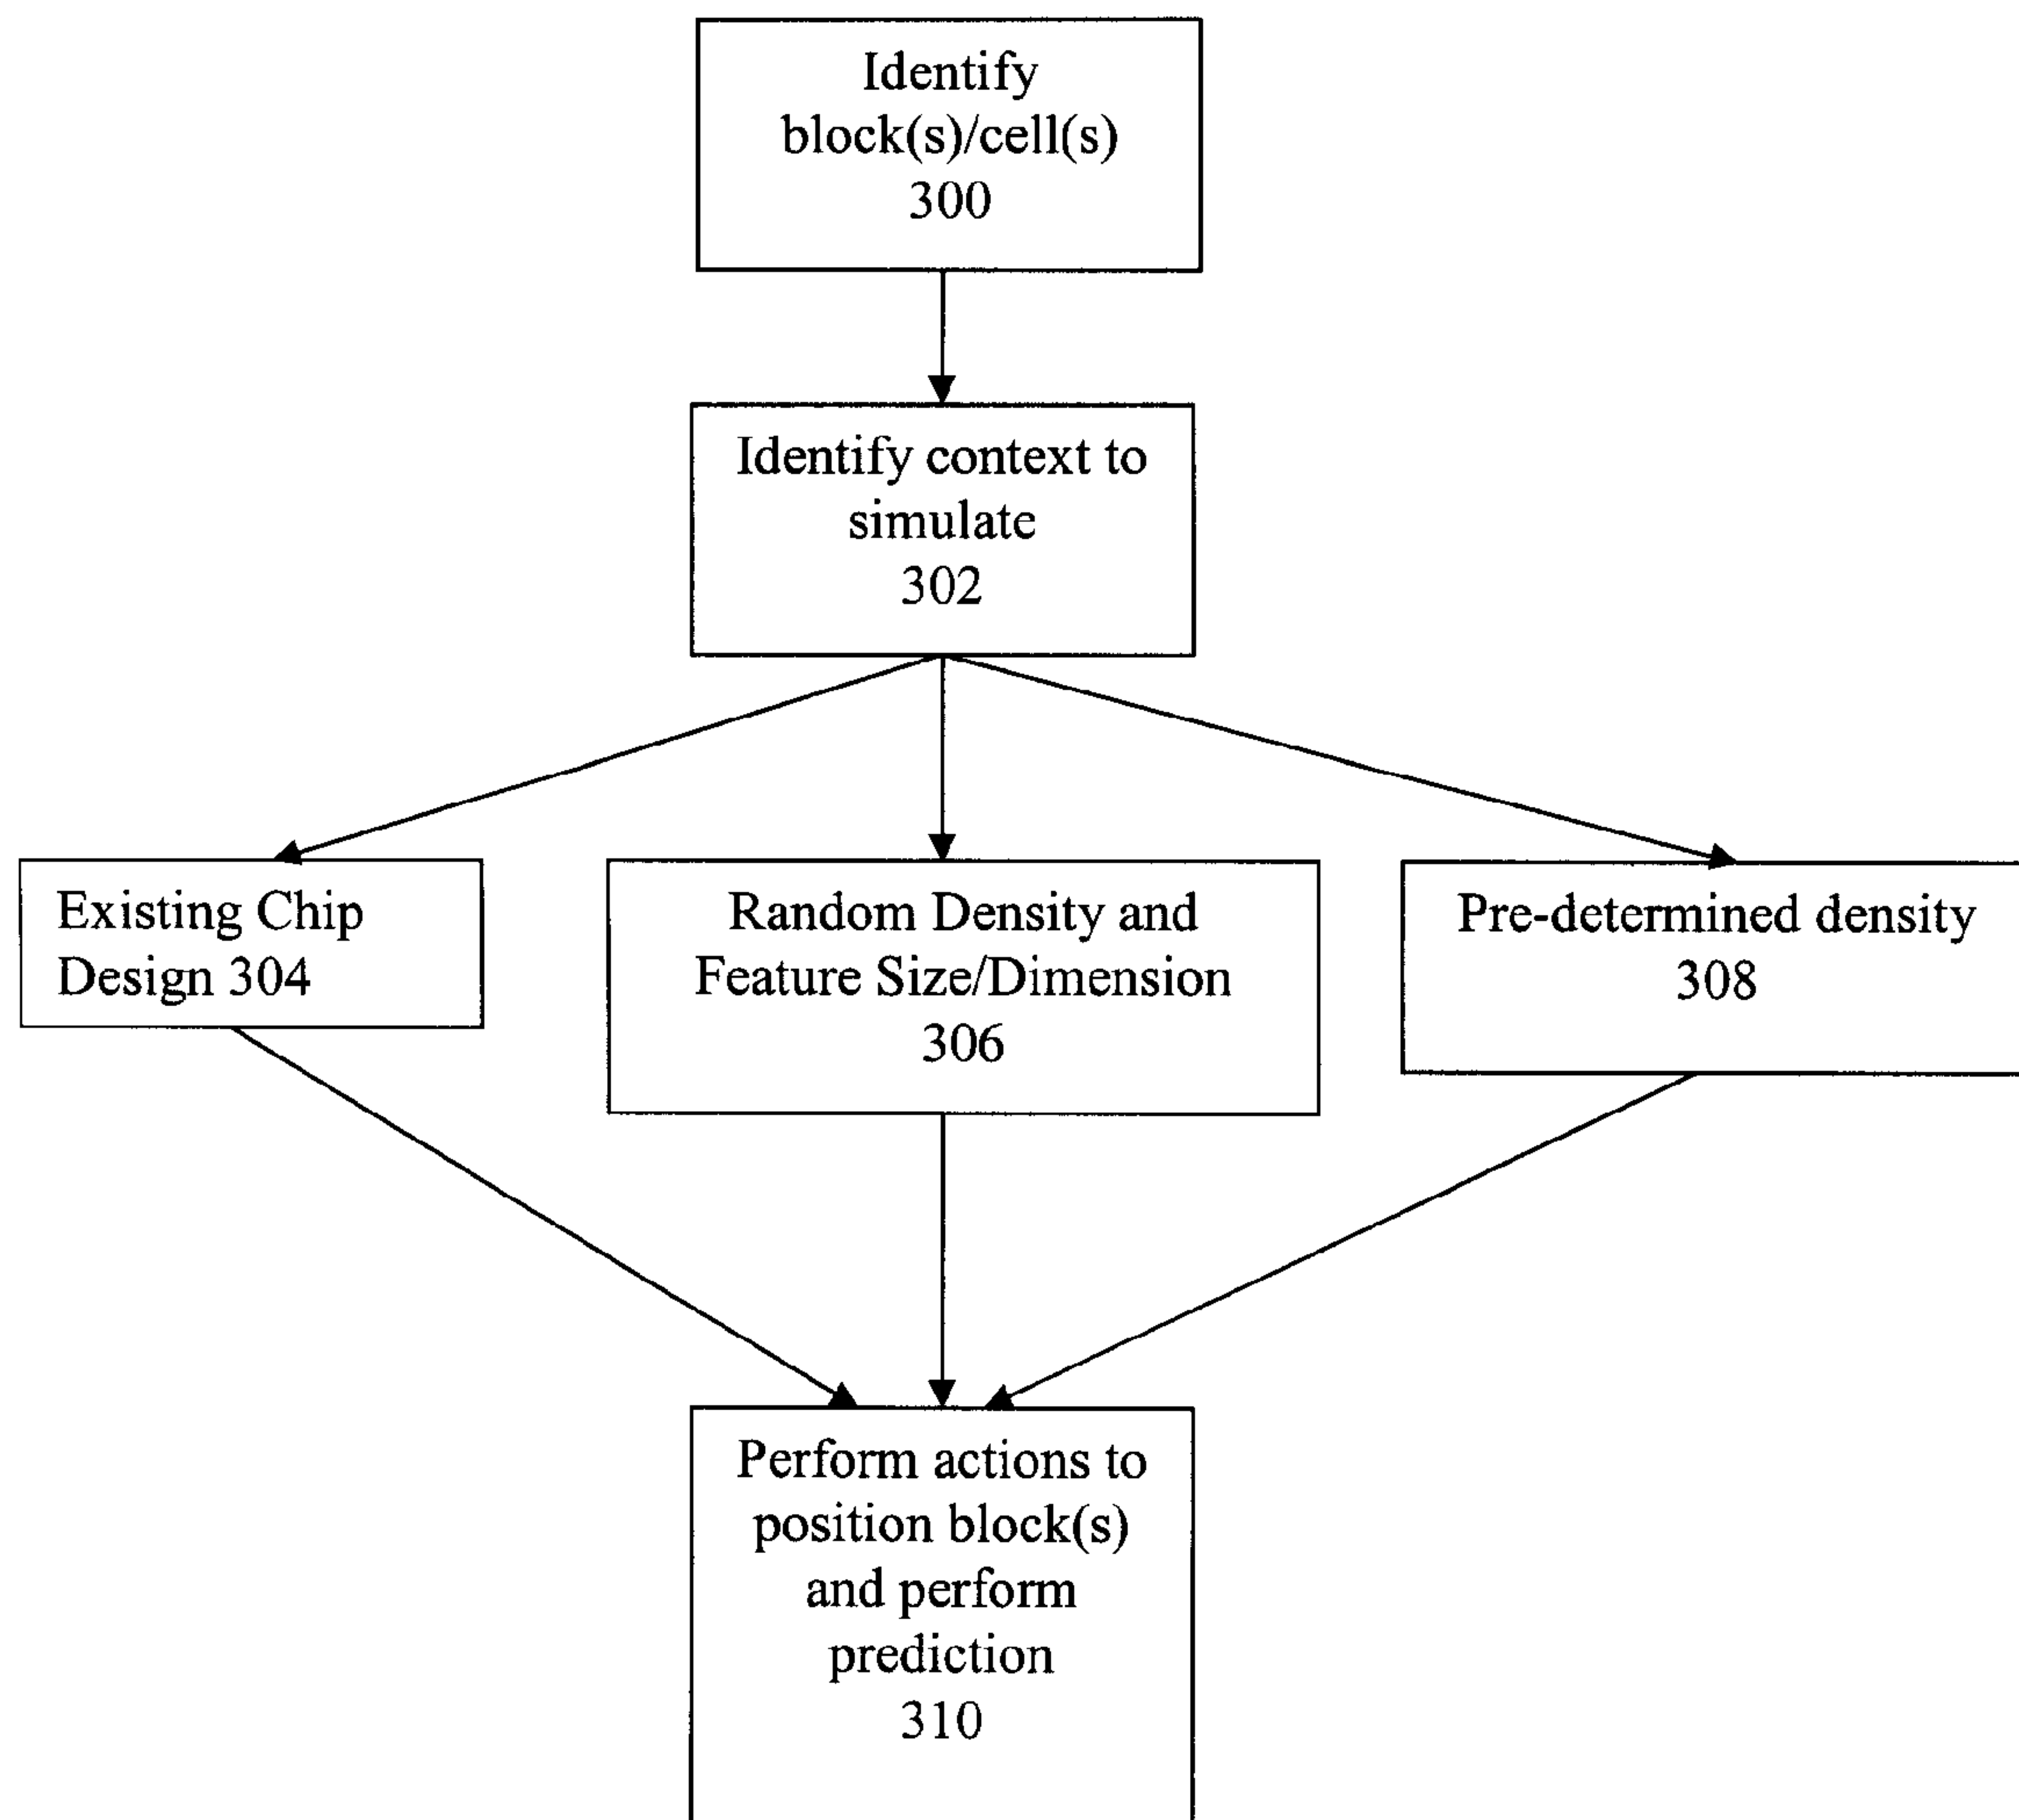 Identify
block(s)/cell(s)
300
Identify context to
simulate
302
Existing Chip
Design 304
Random Density and
Feature Size/Dimension
306
Pre-determined density
308
Perform actions to
position block(s)
and perform
prediction
310